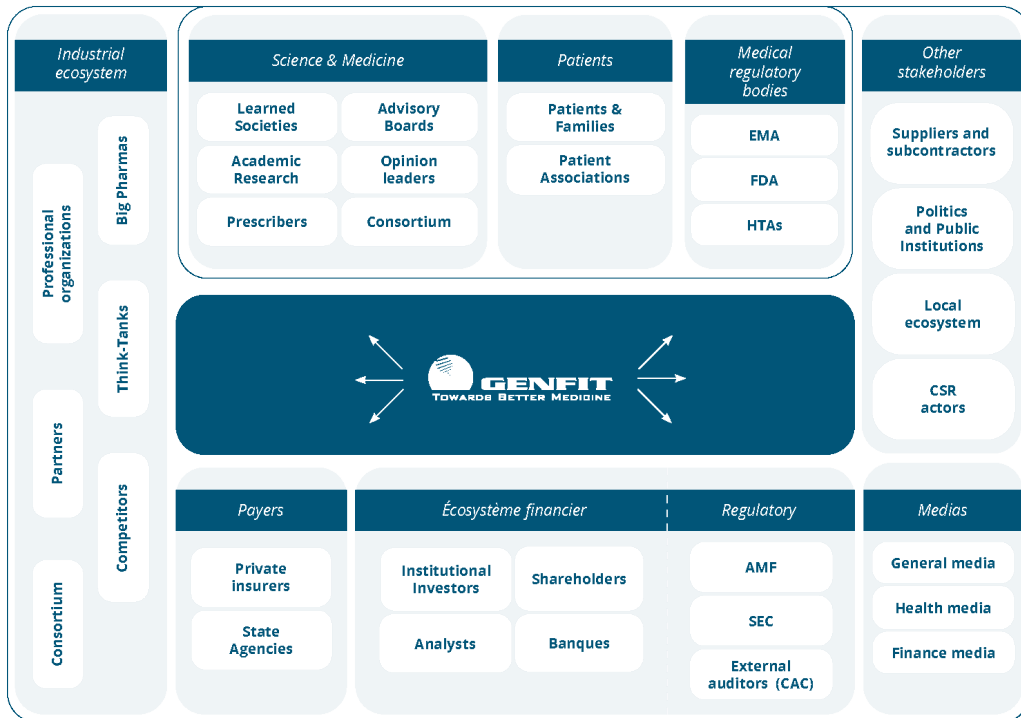 Industrial
ecosystem
Professional
organizations
Partners
Consortium
Big Pharmas
Think-Tanks
Competitors
Science & Medicine
Learned
Societies
Advisory
Boards
Academic
Research
Opinion
leaders
Prescribers
Consortium
Patients
Patients &
Families
Patient
Associations
Medical
regulatory
bodies
EMA
FDA
HTAs
Other
stakeholders
Suppliers and
subcontractors
Politics
and Public
Institutions
Local
ecosystem
CSR
actors
GENFIT
TOWARDS BETTER MEDICINE
Payers
Private
insurers
State
Agencies
Écosystème financier
Institutional
Investors
Shareholders
Analysts
Banques
Regulatory
AMF
SEC
External
auditors (CAC)
Medias
General media
Health media
Finance media